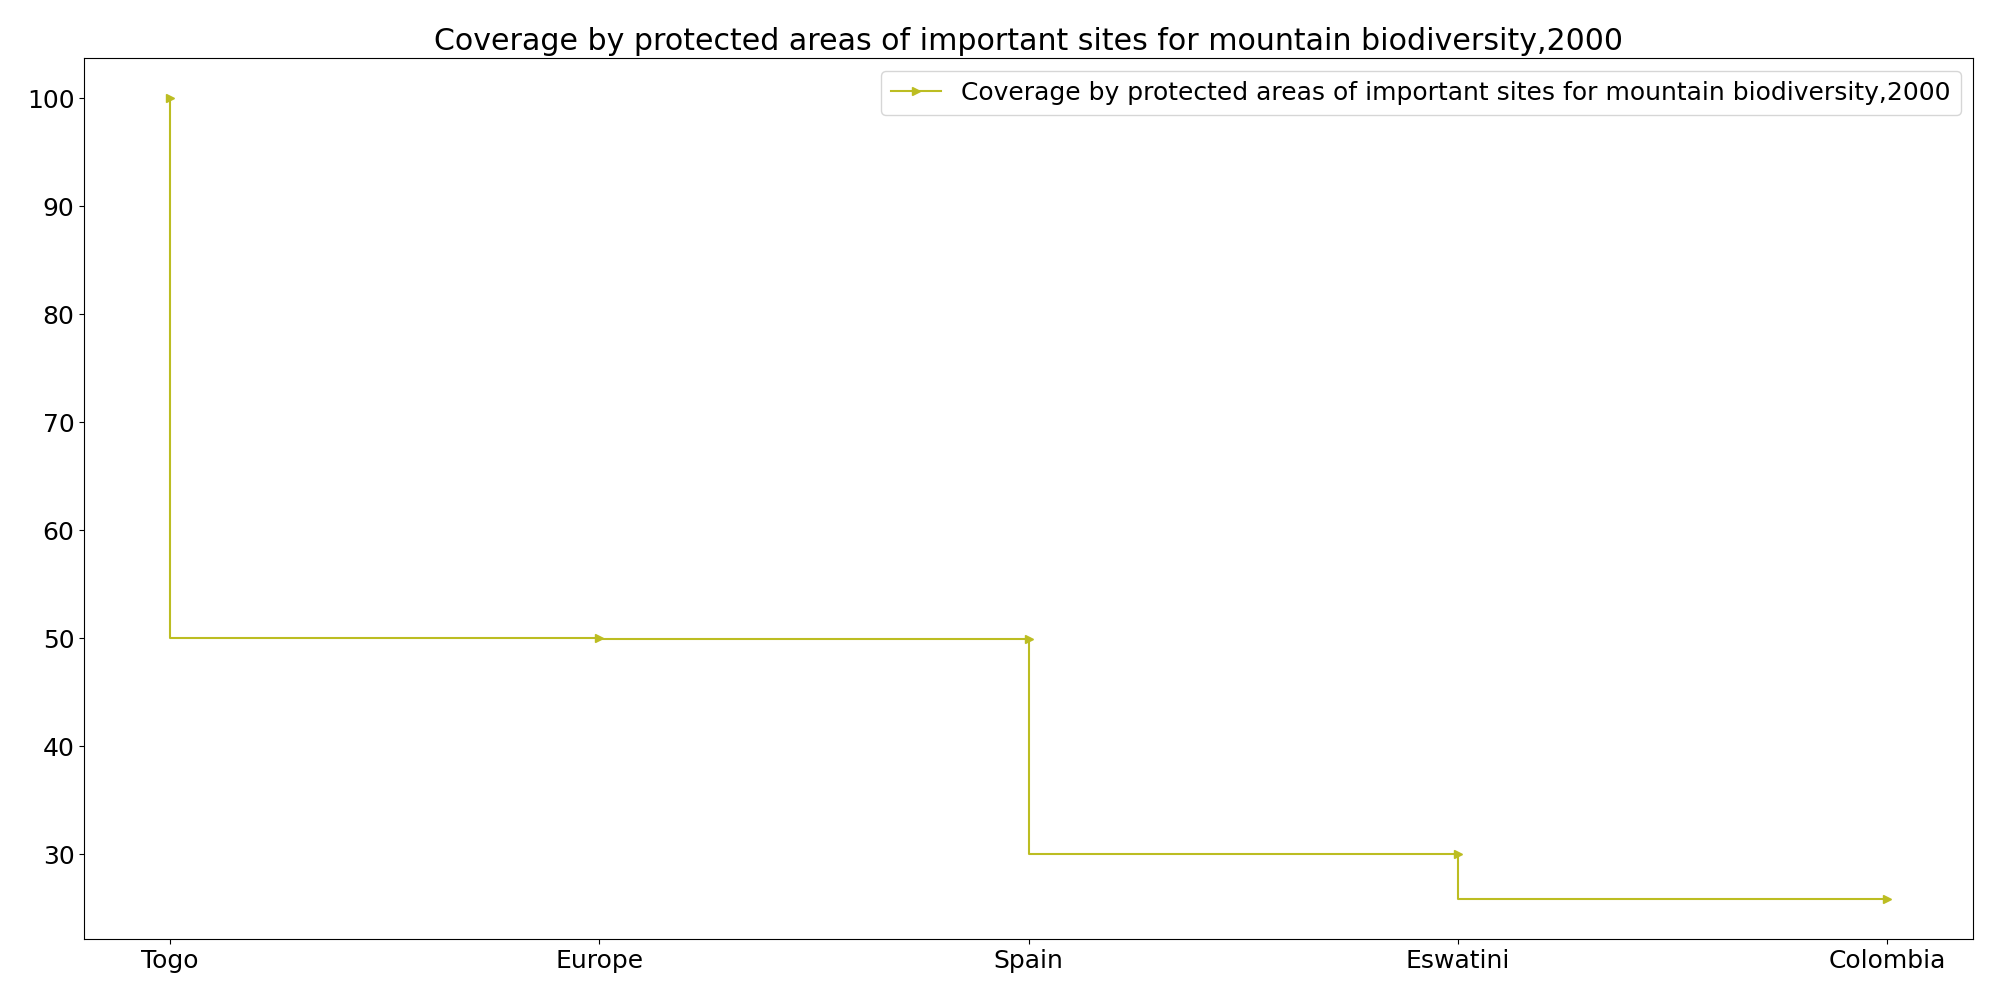 Coverage by protected areas of important sites for mountain biodiversity,2000
Coverage by protected areas of important sites for mountain biodiversity,2000
100
90
80
70
60
50
40
30
Togo
Europe
Spain
Eswatini
Colombia